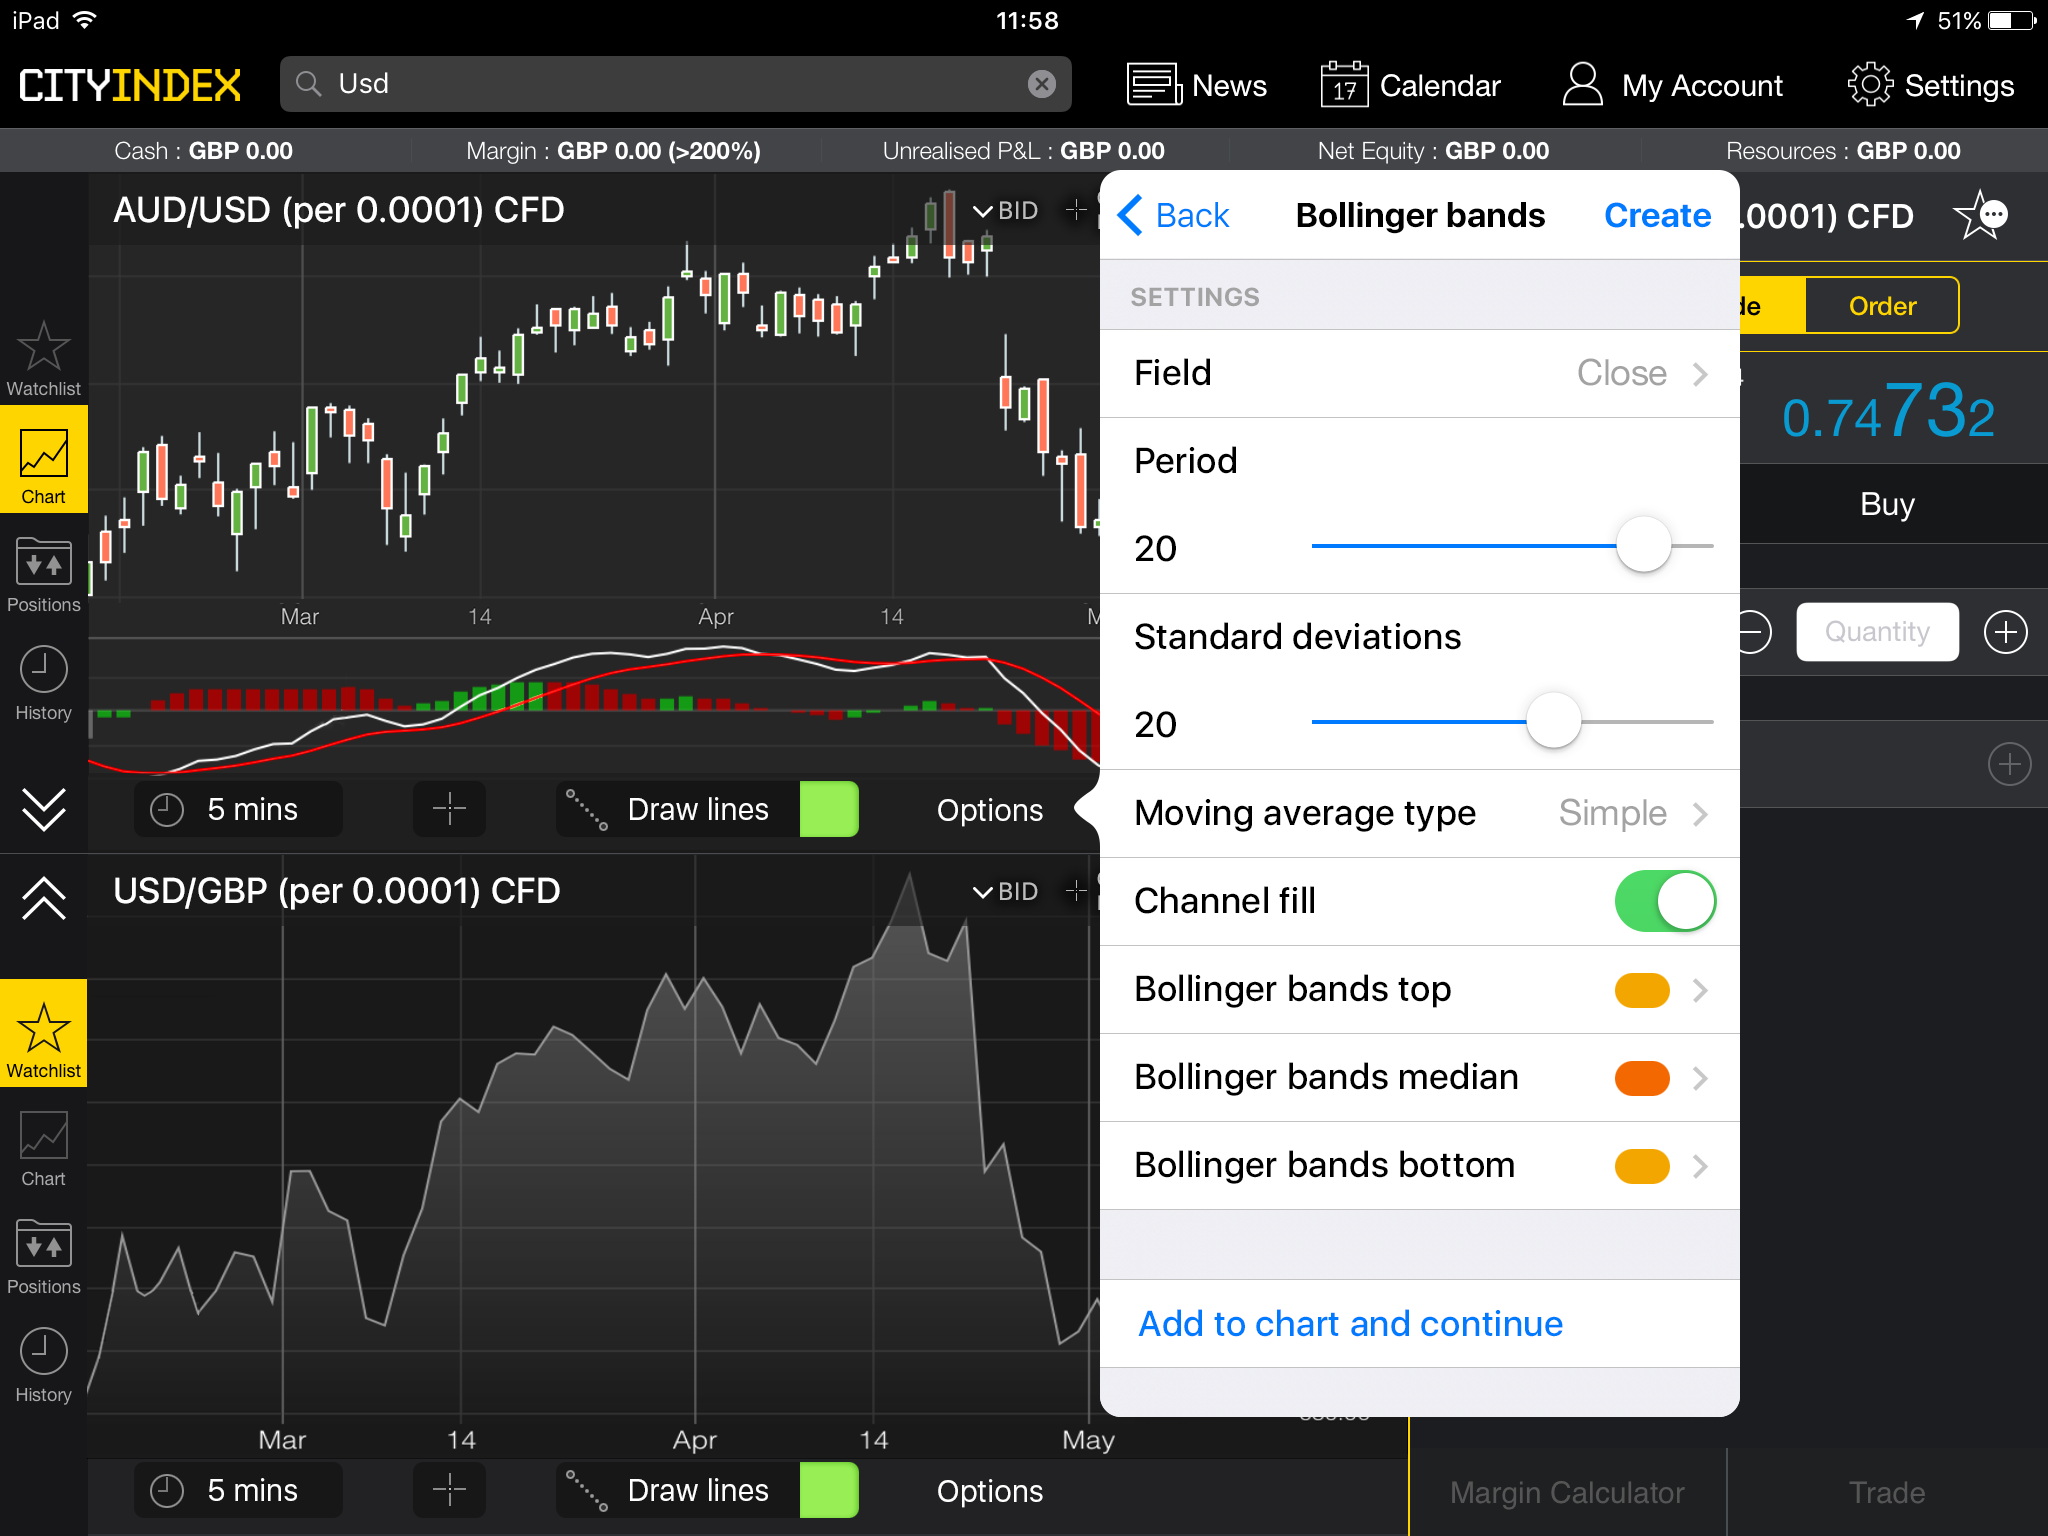 iPad 11:58 51%
CITYINDEX Usd News 17 Calendar My Account Settings
Cash : GBP 0.00 Margin : GBP 0.00 (>200%) Unrealised P&L : GBP 0.00 Net Equity : GBP 0.00 Resources : GBP 0.00
AUD/USD (per 0.0001) CFD BID
.0001) CFD
Order
0.74732
Buy
Quantity
Watchlist
Chart
Positions
History
Mar 14 Apr 14
5 mins Draw lines Options
Back Bollinger bands Create
SETTINGS
Field Close
Period
20
Standard deviations
20
Moving average type Simple
Channel fill
Bollinger bands top
Bollinger bands median
Bollinger bands bottom
Add to chart and continue
USD/GBP (per 0.0001) CFD BID
Watchlist
Chart
Positions
History
Mar 14 Apr 14 May
5 mins Draw lines Options
Margin Calculator Trade